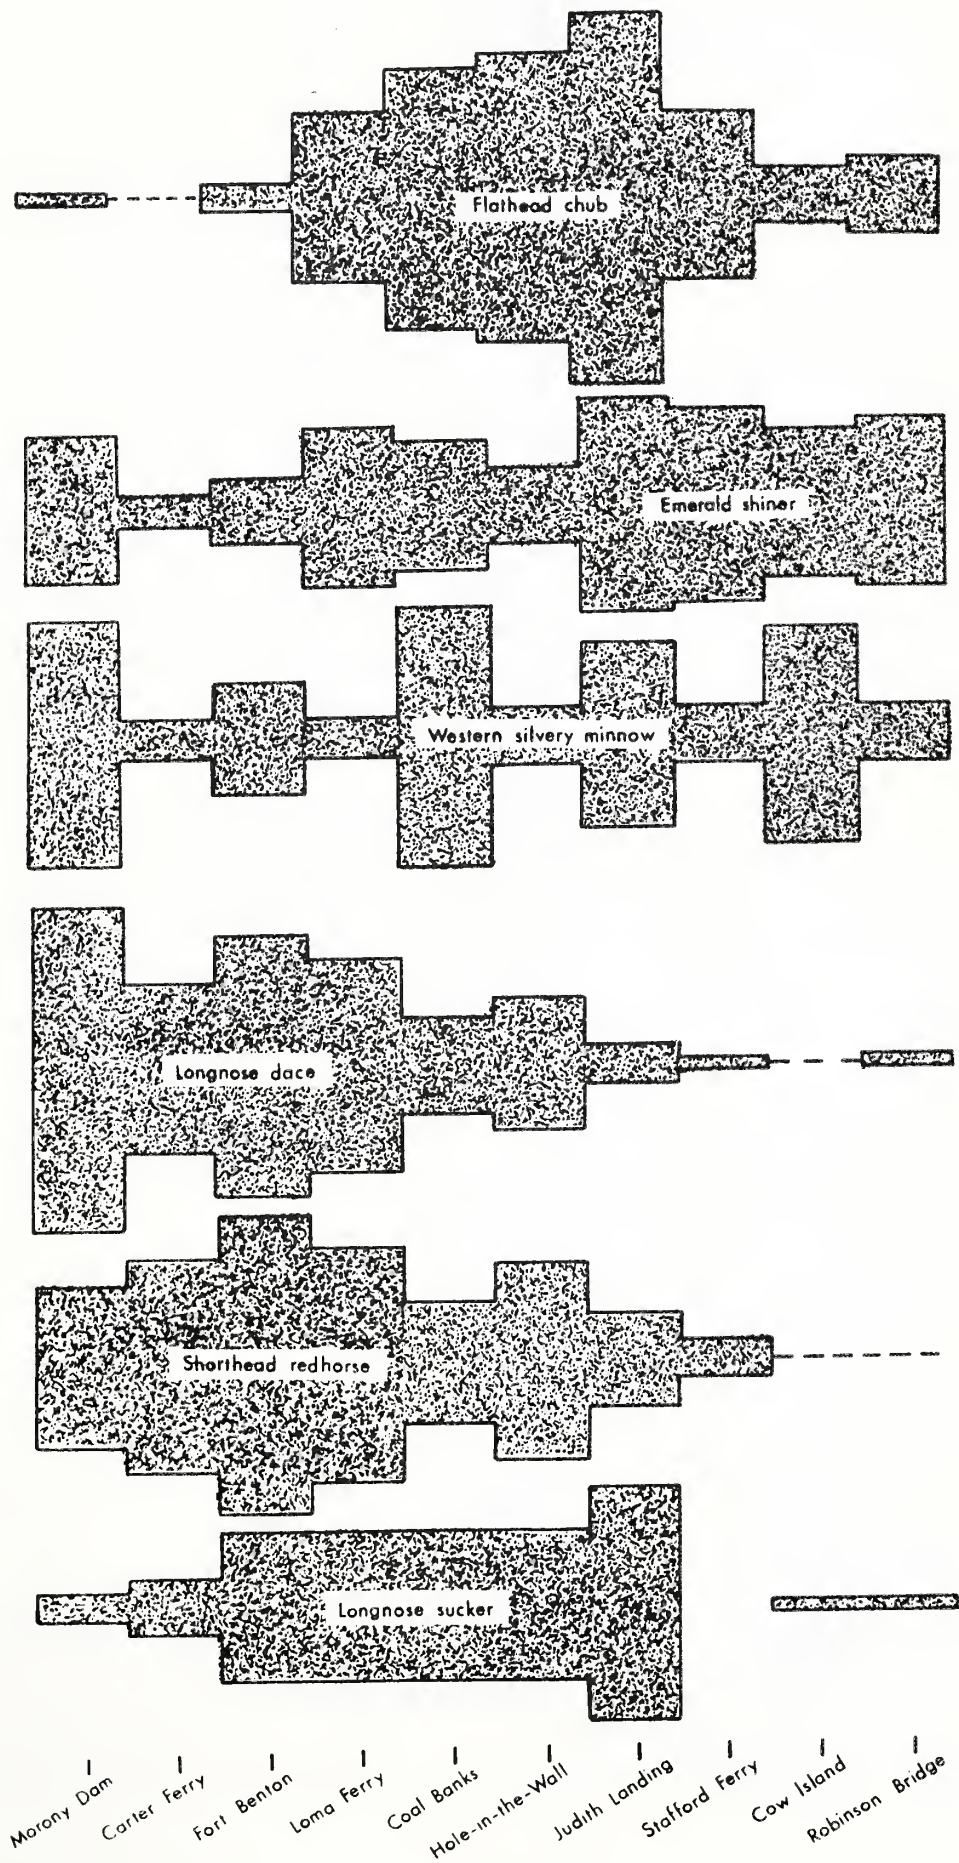 Flathead chub
Emerald shiner
Western silvery minnow
Longnose dace
Shorthead redhorse
Longnose sucker
Morony Dam
Carter Ferry
Fort Benton
Loma Ferry
Coal Banks
Hole-in-the-Wall
Judith Landing
Stafford Ferry
Cow Island
Robinson Bridge